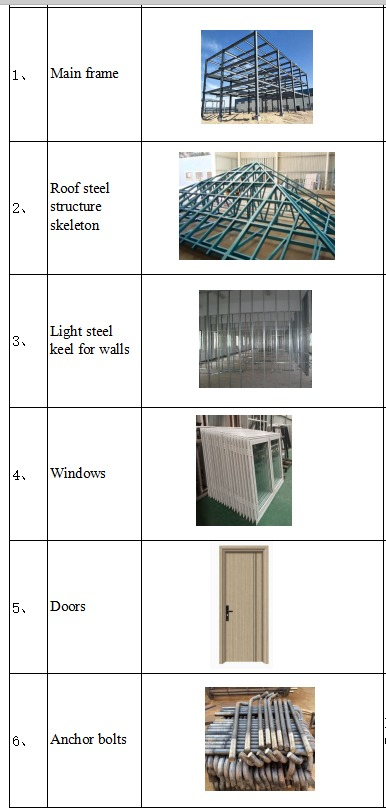 1、 Main frame
Roof steel
2、 structure
skeleton
3、 Light steel
keel for walls
4、 Windows
5、 Doors
6、 Anchor bolts